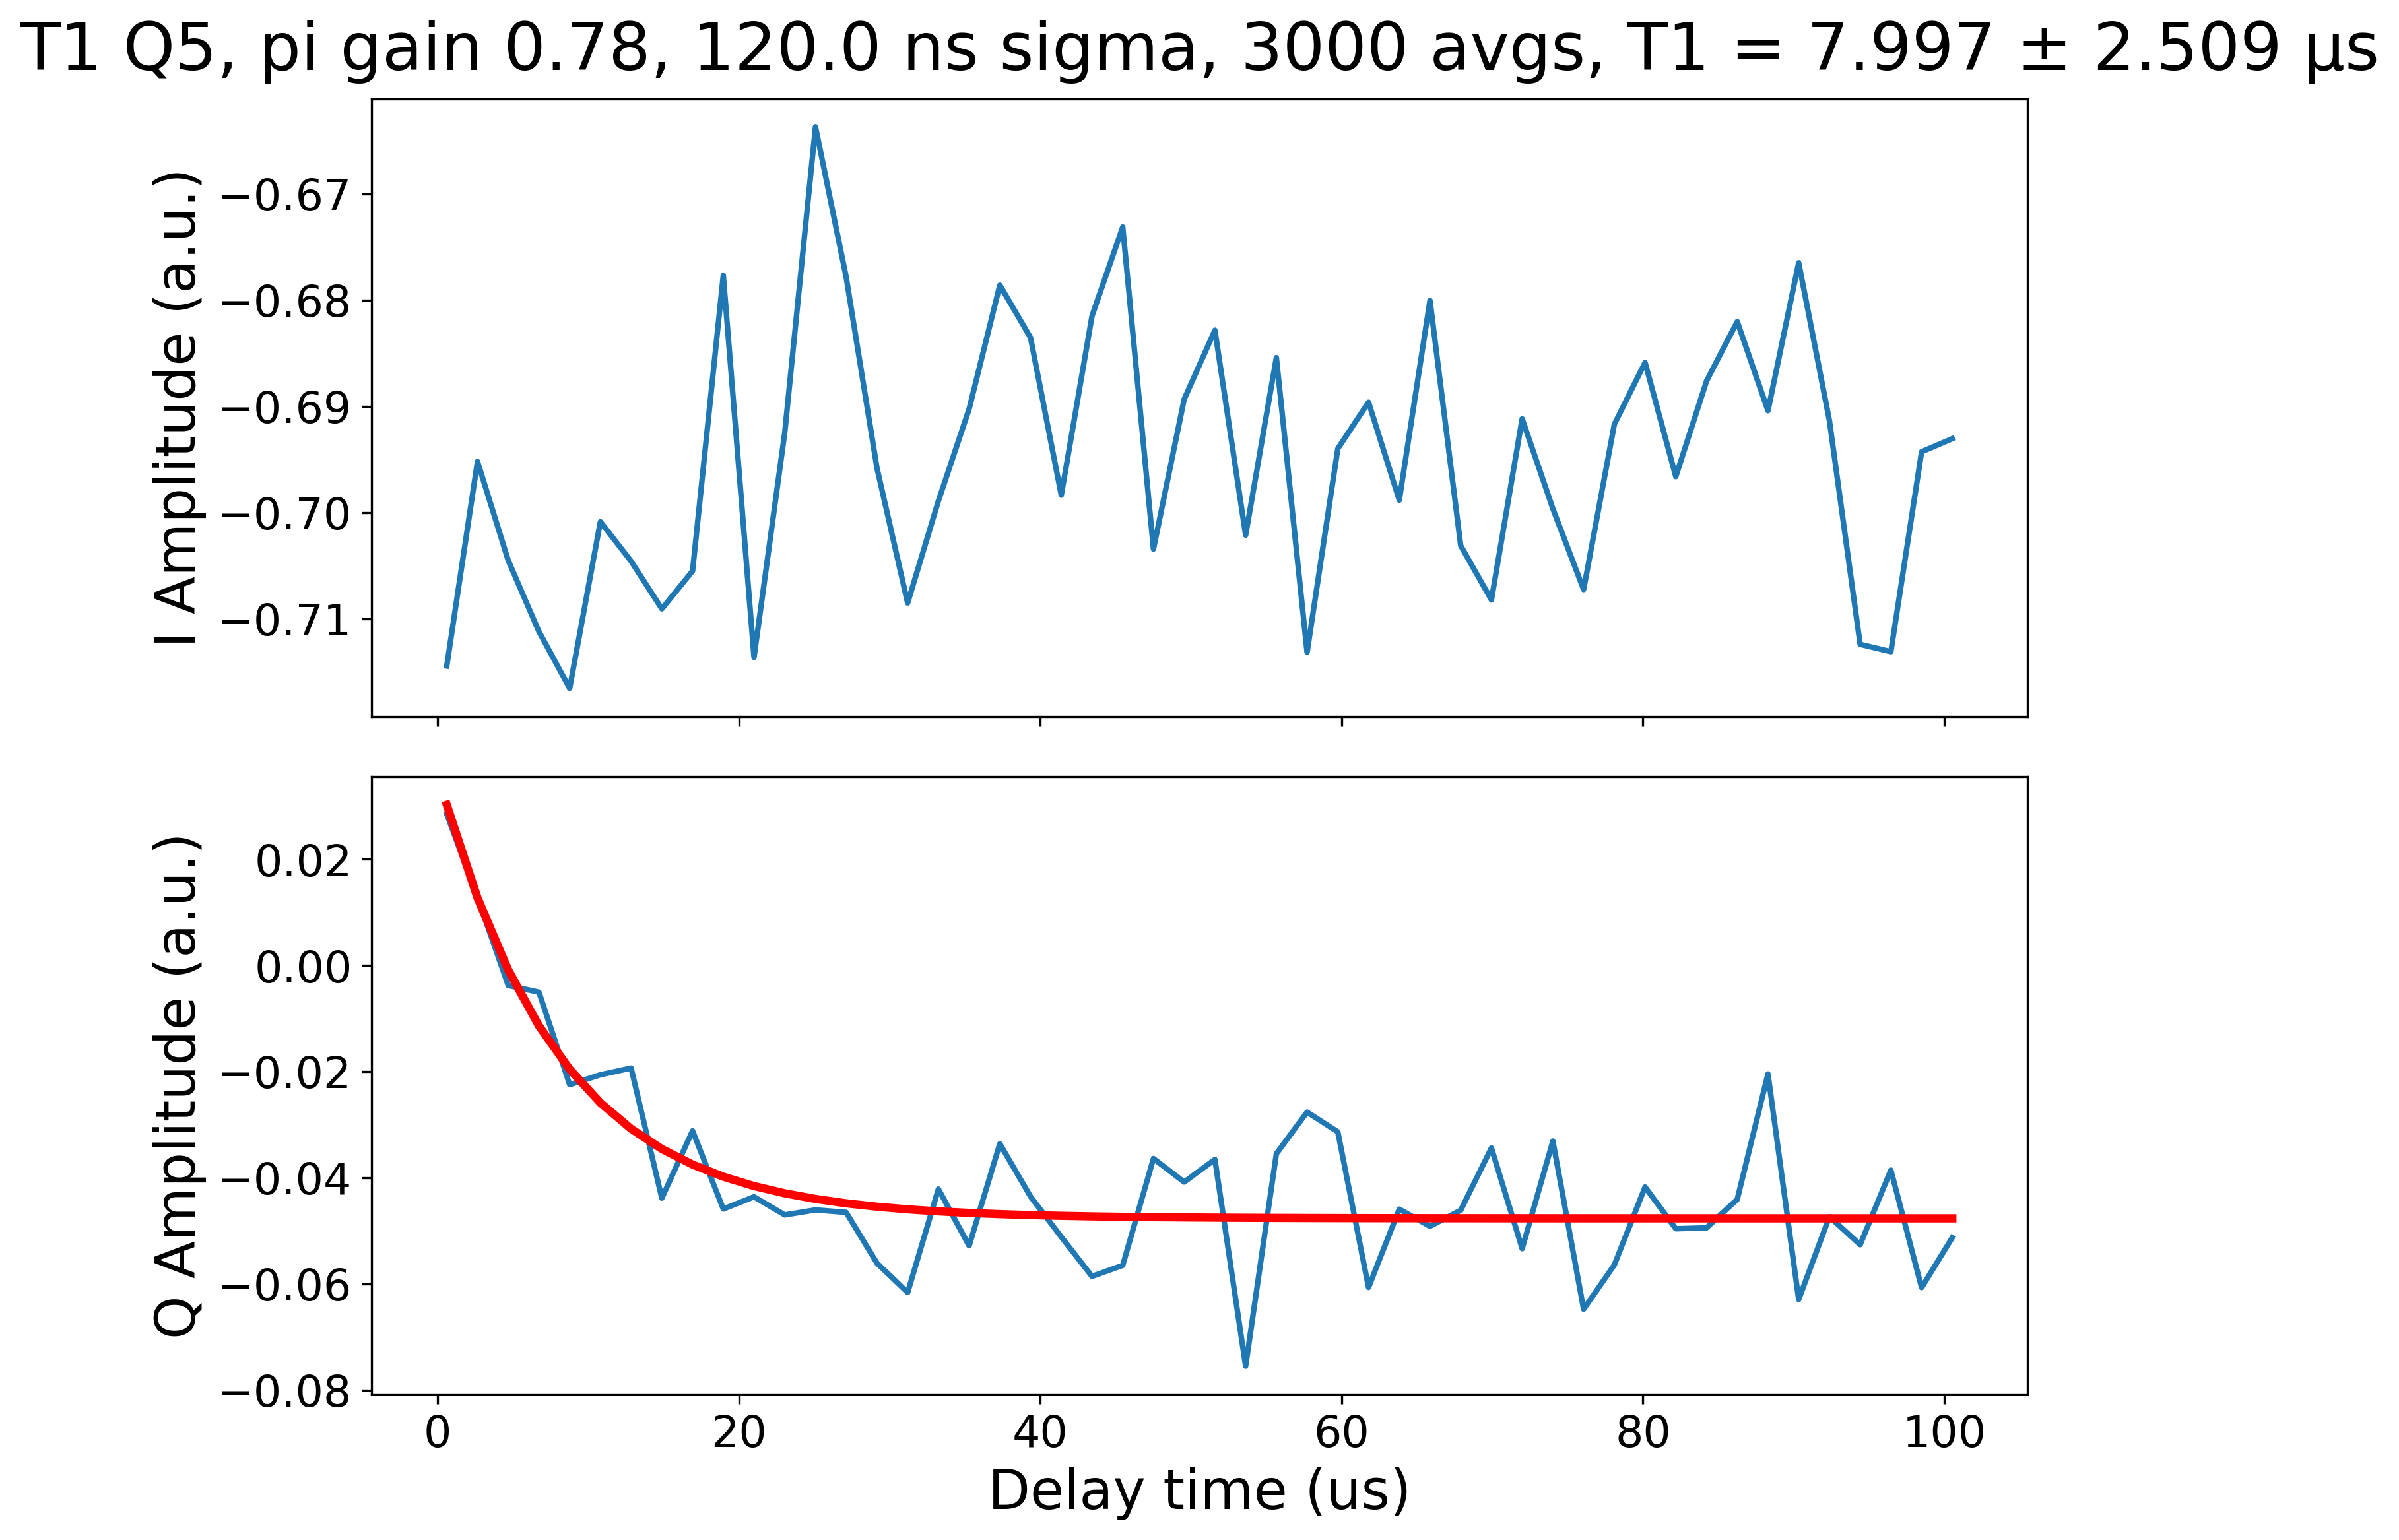 T1 Q5, pi gain 0.78, 120.0 ns sigma, 3000 avgs, T1 = 7.997 ± 2.509 μs
I Amplitude (a.u.)
−0.67
−0.68
−0.69
−0.70
−0.71
Q Amplitude (a.u.)
0.02
0.00
−0.02
−0.04
−0.06
−0.08
0 20 40 60 80 100
Delay time (us)